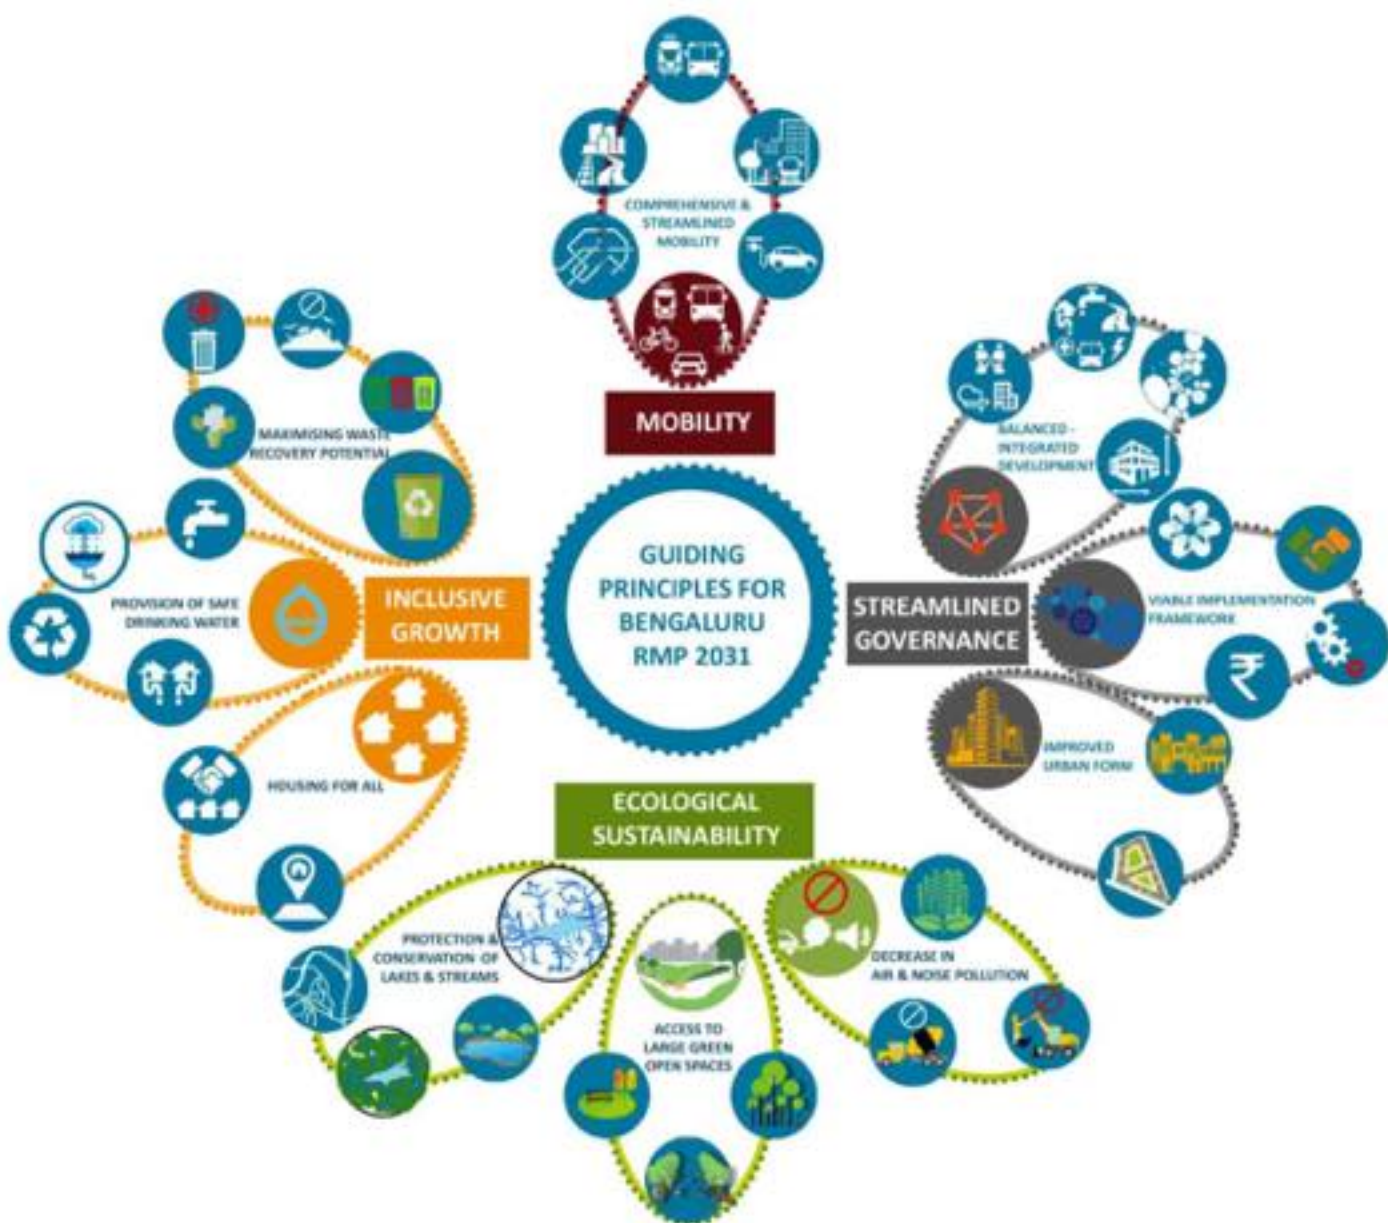 COMPREHENSIVE &
STREAMLINED
MOBILITY
MOBILITY
MAXIMISING WASTE
RECOVERY POTENTIAL
BALANCED -
INTEGRATED
DEVELOPMENT
GUIDING
PRINCIPLES FOR
BENGALURU
RMP 2031
PROVISION OF SAFE
DRINKING WATER
INCLUSIVE
GROWTH
STREAMLINED
GOVERNANCE
VIABLE IMPLEMENTATION
FRAMEWORK
HOUSING FOR ALL
IMPROVED
URBAN FORM
ECOLOGICAL
SUSTAINABILITY
PROTECTION &
CONSERVATION OF
LAKES & STREAMS
ACCESS TO
LARGE GREEN
OPEN SPACES
DECREASE IN
AIR & NOISE POLLUTION
₹